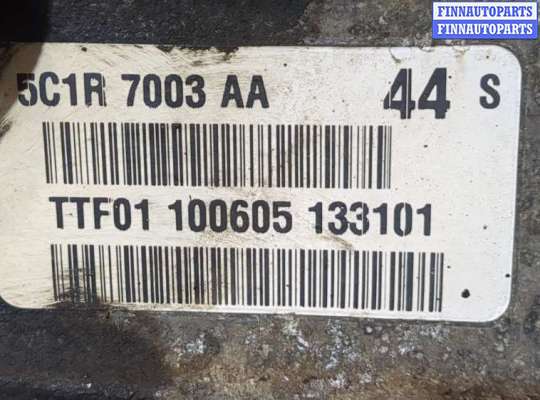 FINNAUTOPARTS
FINNAUTOPARTS
5C1R 7003 AA 44 S
TTF01 100605 133101